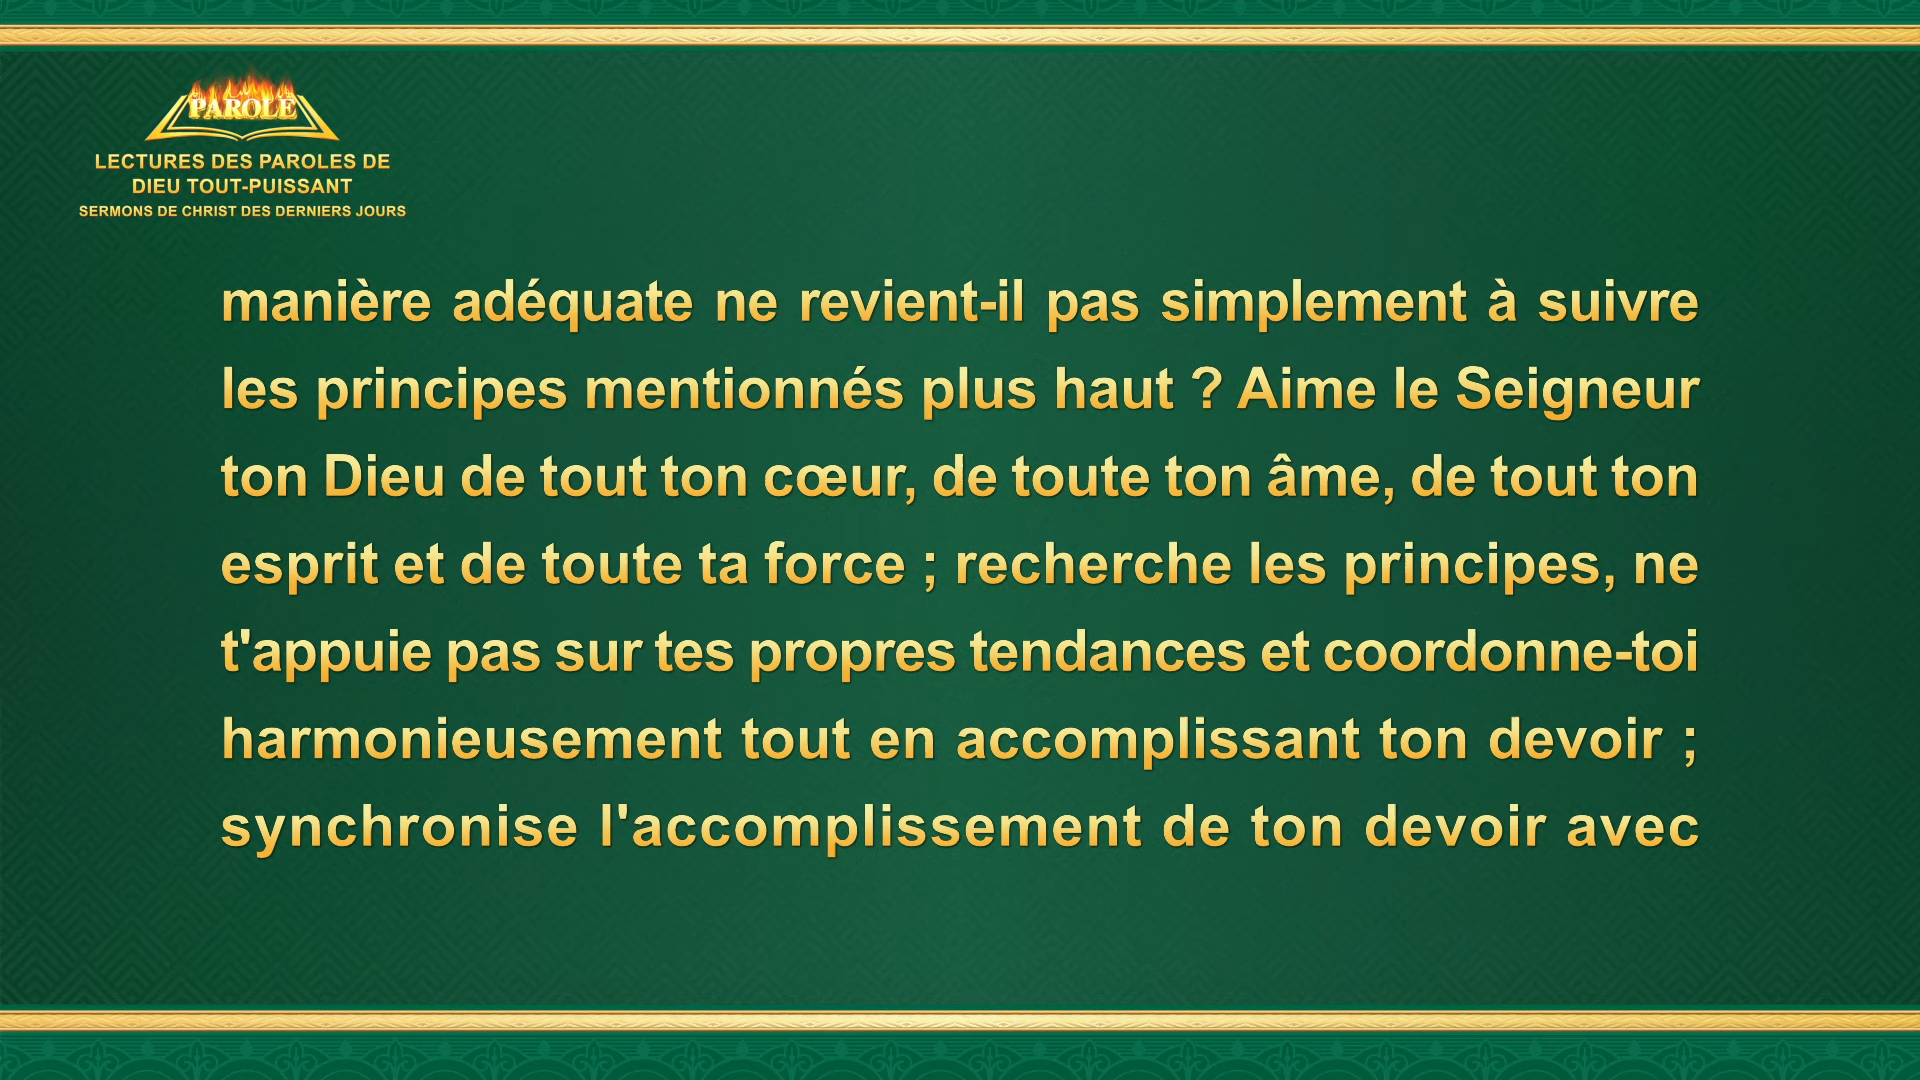 PAROLE
LECTURES DES PAROLES DE
DIEU TOUT-PUISSANT
SERMONS DE CHRIST DES DERNIERS JOURS
manière adéquate ne revient-il pas simplement à suivre
les principes mentionnés plus haut ? Aime le Seigneur
ton Dieu de tout ton cœur, de toute ton âme, de tout ton
esprit et de toute ta force ; recherche les principes, ne
t'appuie pas sur tes propres tendances et coordonne-toi
harmonieusement tout en accomplissant ton devoir ;
synchronise l'accomplissement de ton devoir avec